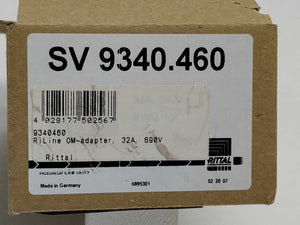 SV 9340.460
4 028177 502567
9340460
RiLine OM-adapter, 32A, 690V
Rittal
RITTAL
Made in Germany
6895301
02 20 07